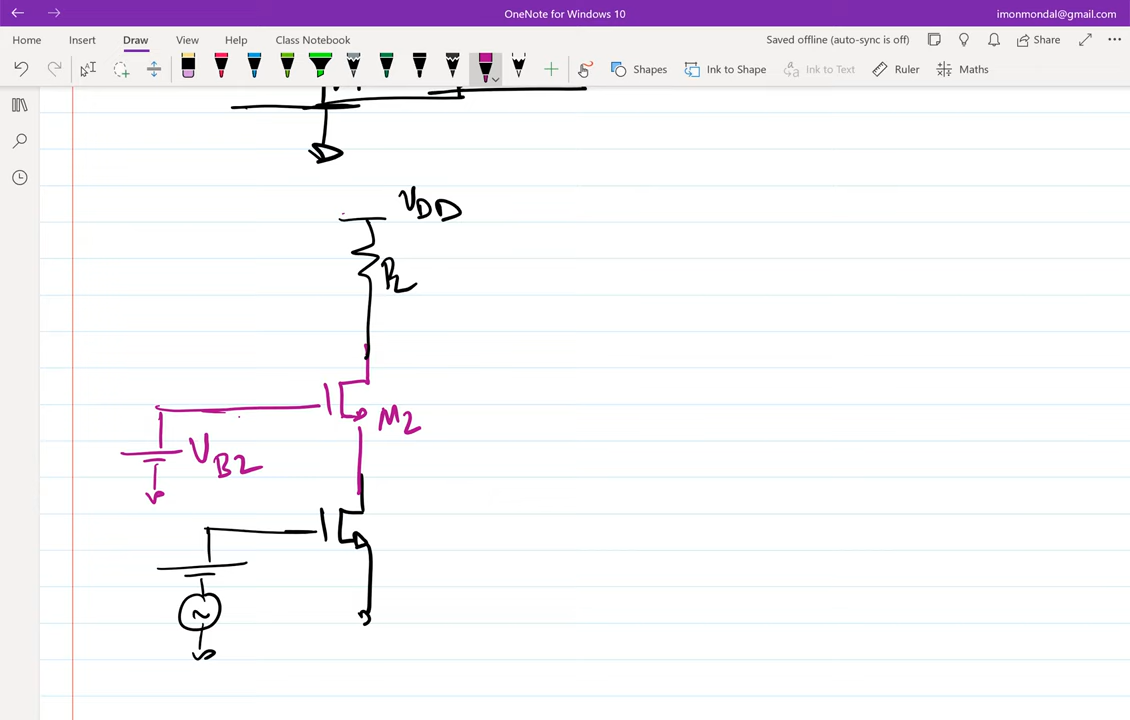 OneNote for Windows 10
imonmondal@gmail.com
Home Insert Draw View Help Class Notebook
Saved offline (auto-sync is off) Share
Shapes Ink to Shape Ink to Text Ruler Maths
VDD
RL
M2
VB2